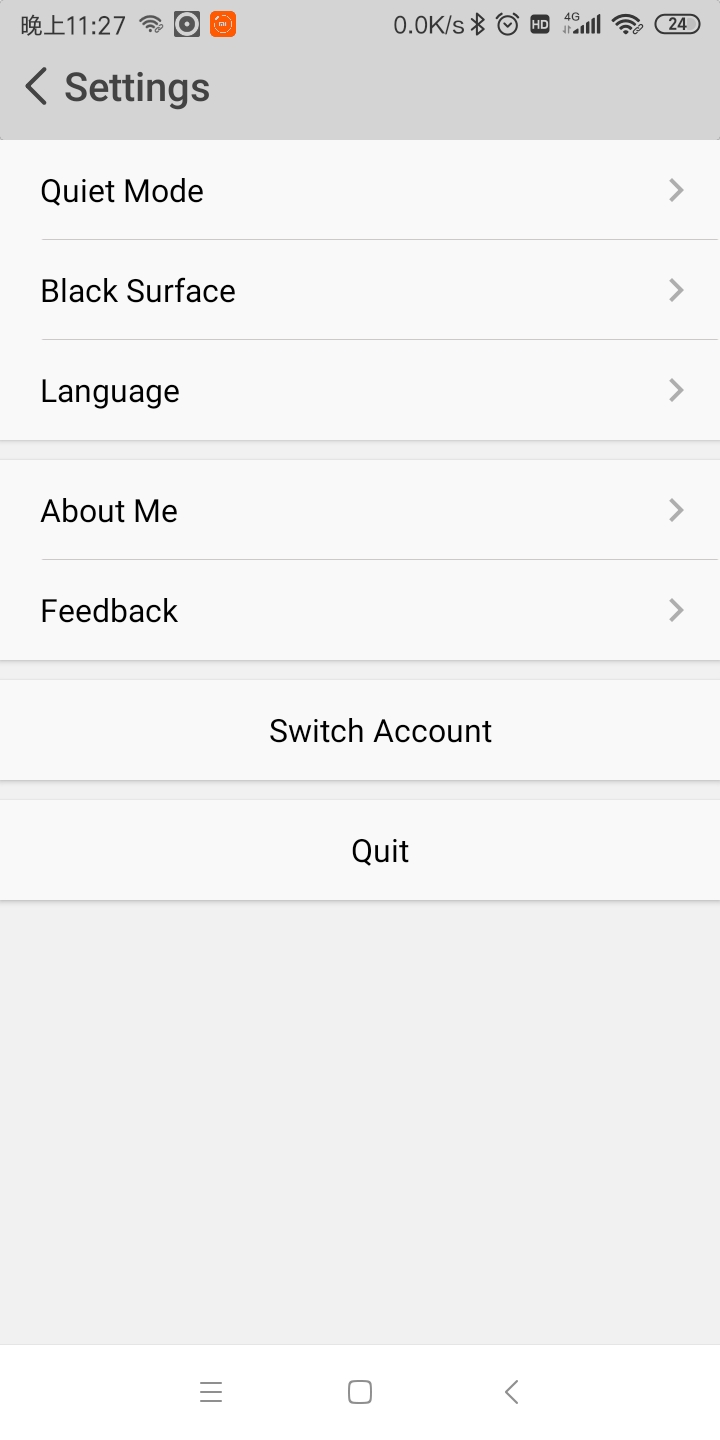 晚上11:27 0.0K/s HD 4G 24
Settings
Quiet Mode
Black Surface
Language
About Me
Feedback
Switch Account
Quit